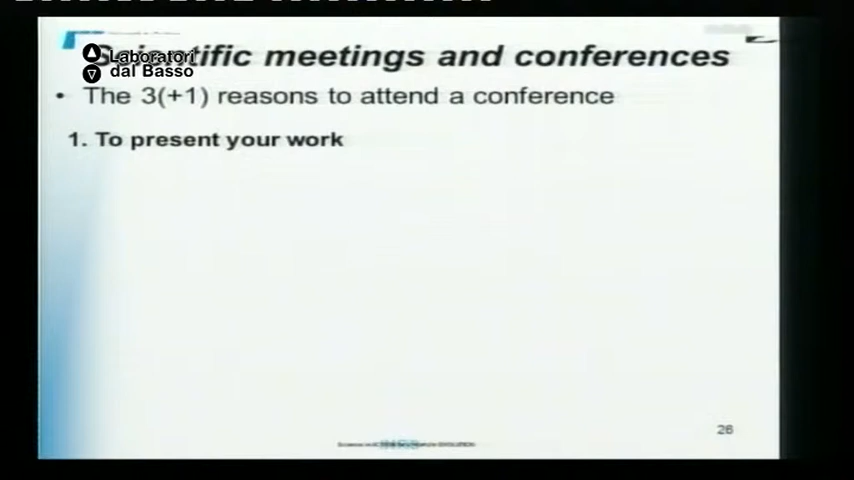 Scientific meetings and conferences
Laboratori
dal Basso
• The 3(+1) reasons to attend a conference
1. To present your work
26